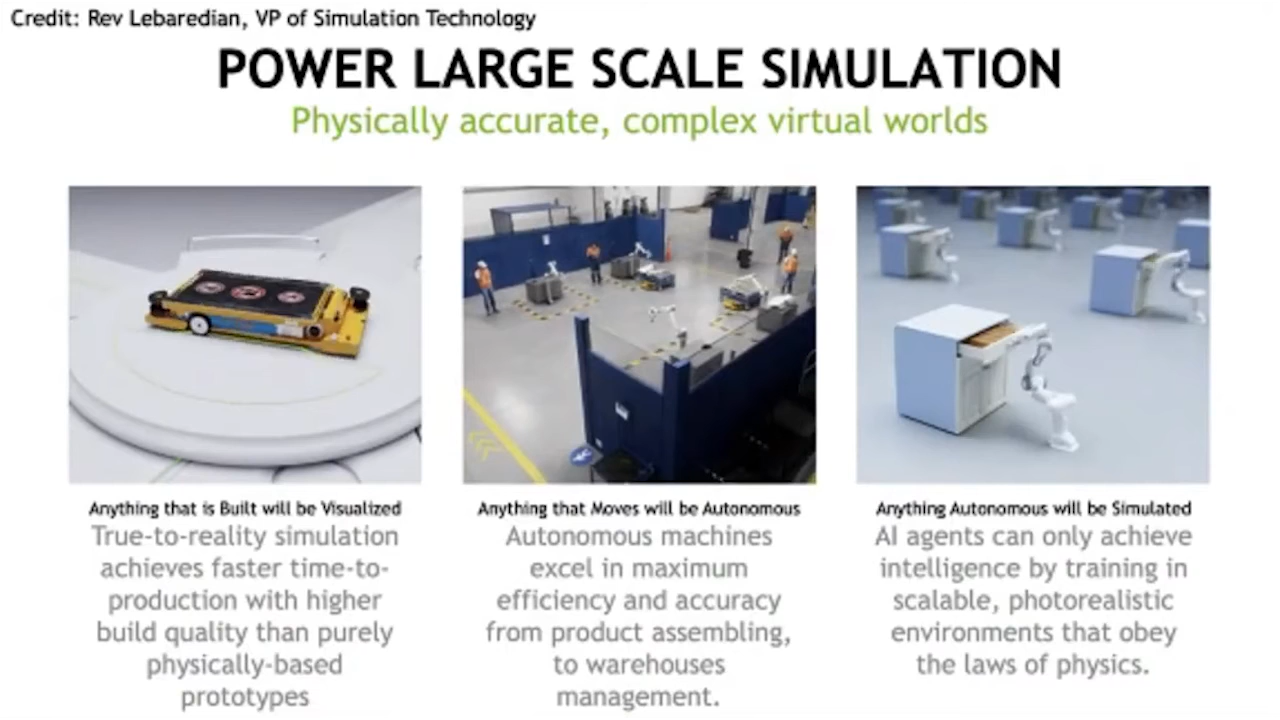 Credit: Rev Lebaredian, VP of Simulation Technology
POWER LARGE SCALE SIMULATION
Physically accurate, complex virtual worlds
Anything that is Built will be Visualized
True-to-reality simulation
achieves faster time-to-
production with higher
build quality than purely
physically-based
prototypes
Anything that Moves will be Autonomous
Autonomous machines
excel in maximum
efficiency and accuracy
from product assembling,
to warehouses
management.
Anything Autonomous will be Simulated
AI agents can only achieve
intelligence by training in
scalable, photorealistic
environments that obey
the laws of physics.